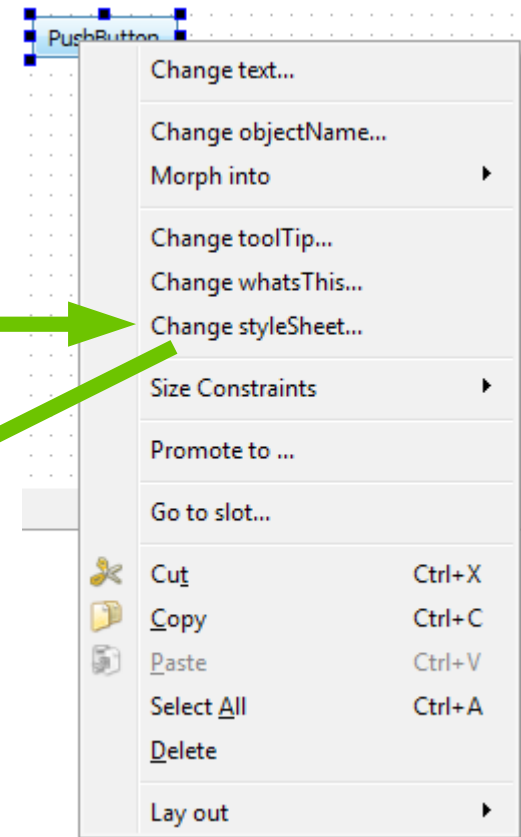 PushButton
Change text...
Change objectName...
Morph into
Change toolTip...
Change whatsThis...
Change styleSheet...
Size Constraints
Promote to ...
Go to slot...
Cut Ctrl+X
Copy Ctrl+C
Paste Ctrl+V
Select All Ctrl+A
Delete
Lay out